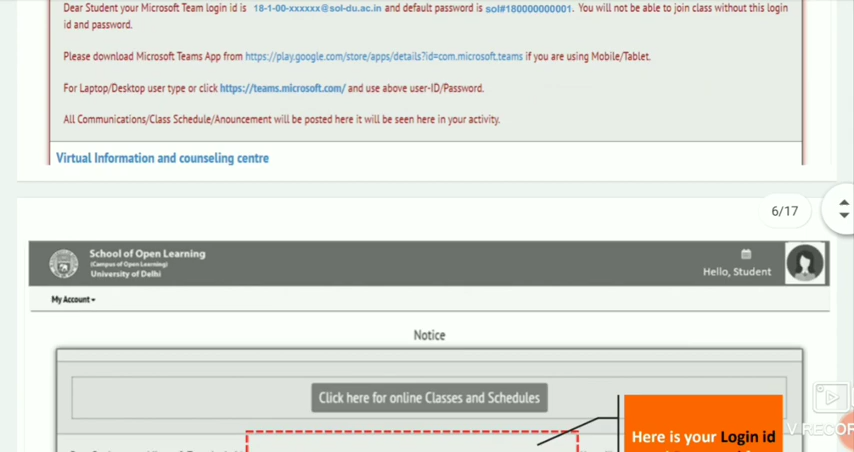 Dear Student your Microsoft Team login id is 18-1-00-xxxxxx@sol-du.ac.in and default password is sol#180000000001. You will not be able to join class without this login
id and password.
Please download Microsoft Teams App from https://play.google.com/store/apps/details?id=com.microsoft.teams if you are using Mobile/Tablet.
For Laptop/Desktop user type or click https://teams.microsoft.com/ and use above user-ID/Password.
All Communications/Class Schedule/Anouncement will be posted here it will be seen here in your activity.
Virtual Information and counseling centre
6/17
School of Open Learning
(Campus of Open Learning)
University of Delhi
Hello, Student
My Account
Notice
Click here for online Classes and Schedules
Here is your Login id
V RECOR